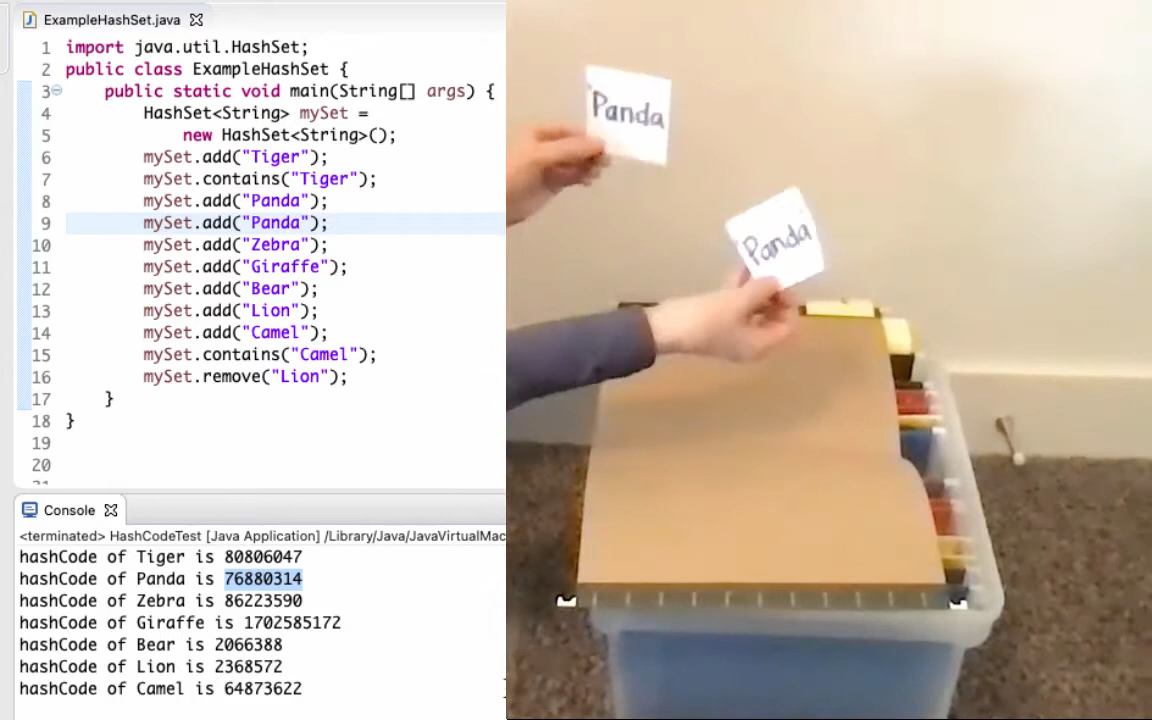 ExampleHashSet.java
1 import java.util.HashSet;
2 public class ExampleHashSet {
3 public static void main(String[] args) {
4 HashSet<String> mySet =
5 new HashSet<String>();
6 mySet.add("Tiger");
7 mySet.contains("Tiger");
8 mySet.add("Panda");
9 mySet.add("Panda");
10 mySet.add("Zebra");
11 mySet.add("Giraffe");
12 mySet.add("Bear");
13 mySet.add("Lion");
14 mySet.add("Camel");
15 mySet.contains("Camel");
16 mySet.remove("Lion");
17 }
18 }
19
20
Console
<terminated> HashCodeTest [Java Application] /Library/Java/JavaVirtualMac
hashCode of Tiger is 80806047
hashCode of Panda is 76880314
hashCode of Zebra is 86223590
hashCode of Giraffe is 1702585172
hashCode of Bear is 2066388
hashCode of Lion is 2368572
hashCode of Camel is 64873622
Panda
Panda